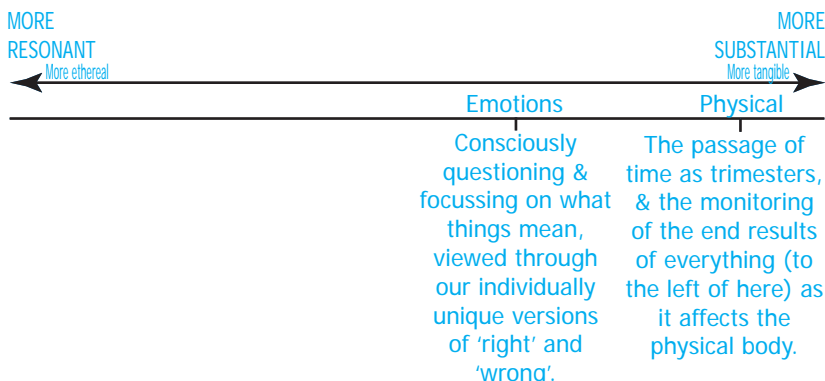 MORE
RESONANT
More ethereal
MORE
SUBSTANTIAL
More tangible
Emotions
Consciously
questioning &
focussing on what
things mean,
viewed through
our individually
unique versions
of ‘right’ and
‘wrong’.
Physical
The passage of
time as trimesters,
& the monitoring
of the end results
of everything (to
the left of here) as
it affects the
physical body.